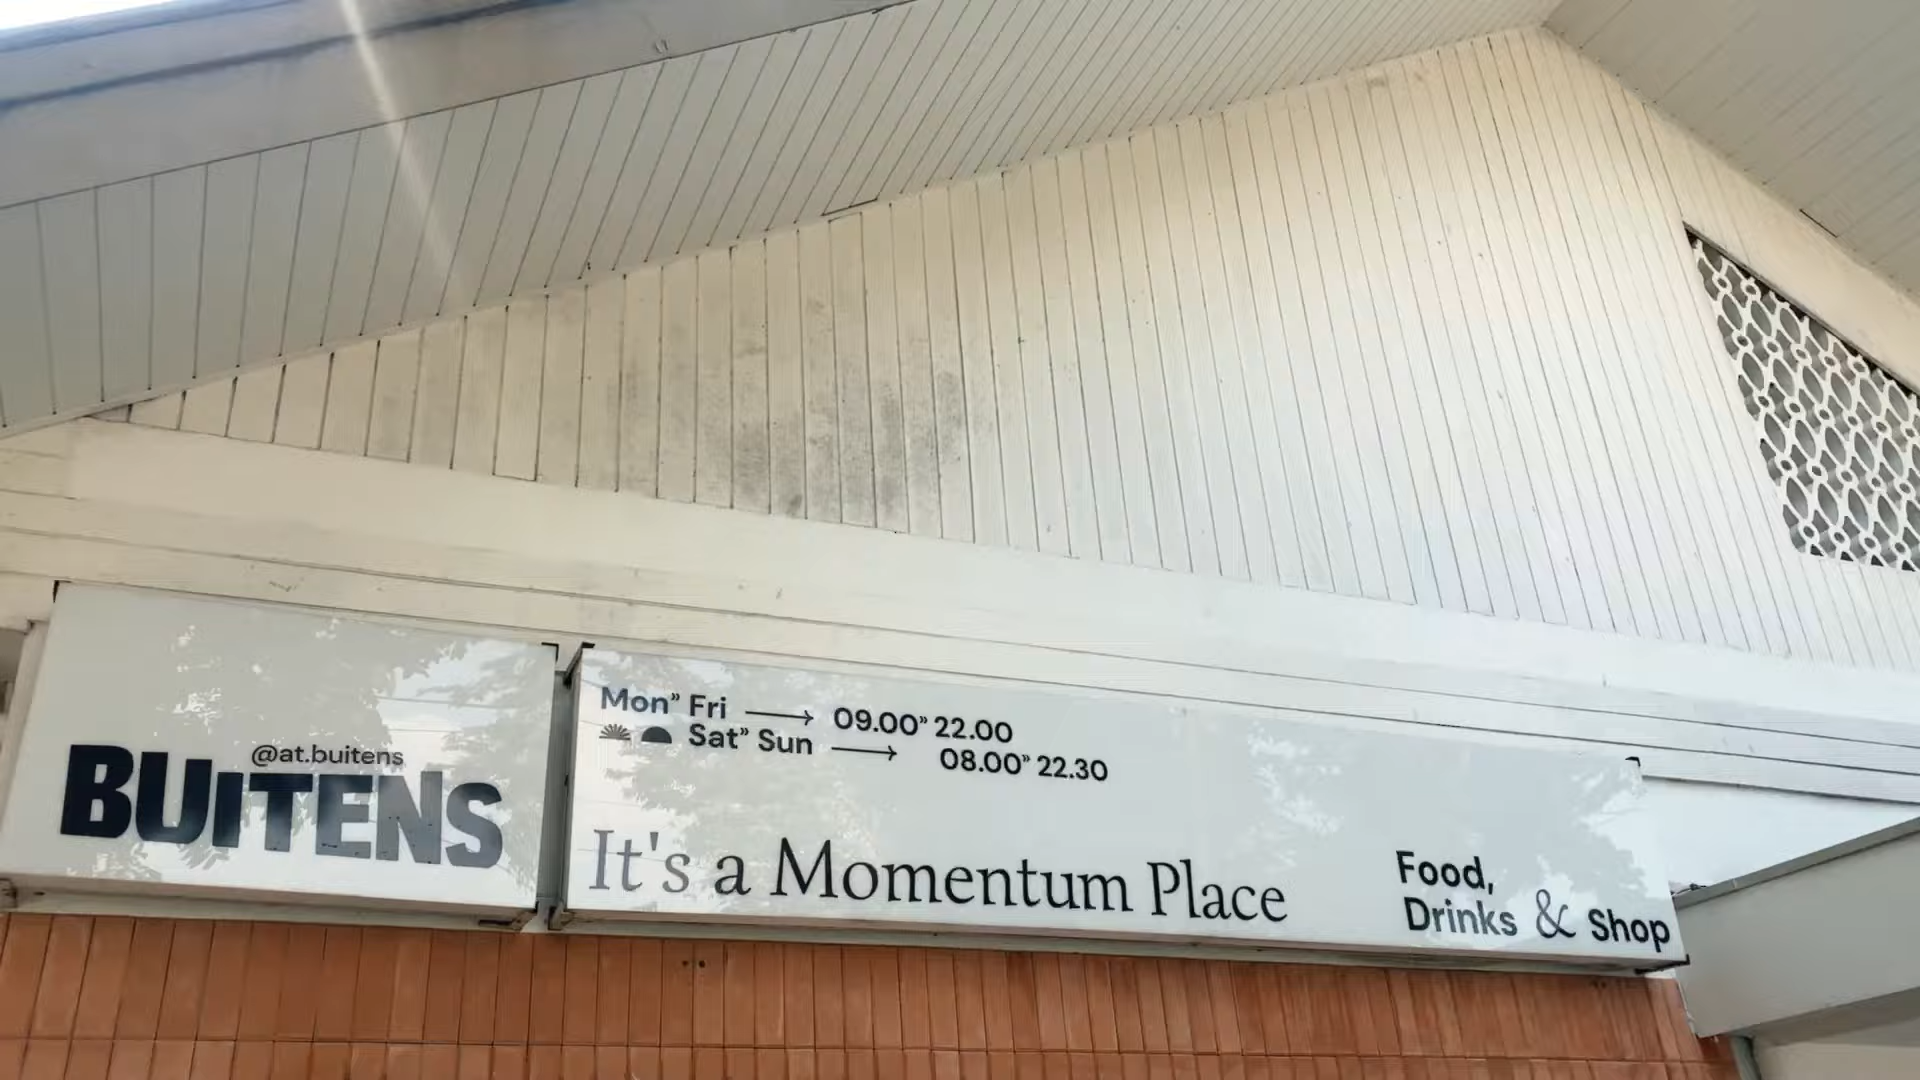 @at.buitens
BUITENS
Mon” Fri → 09.00” 22.00
Sat” Sun → 08.00” 22.30
It's a Momentum Place
Food,
Drinks & Shop